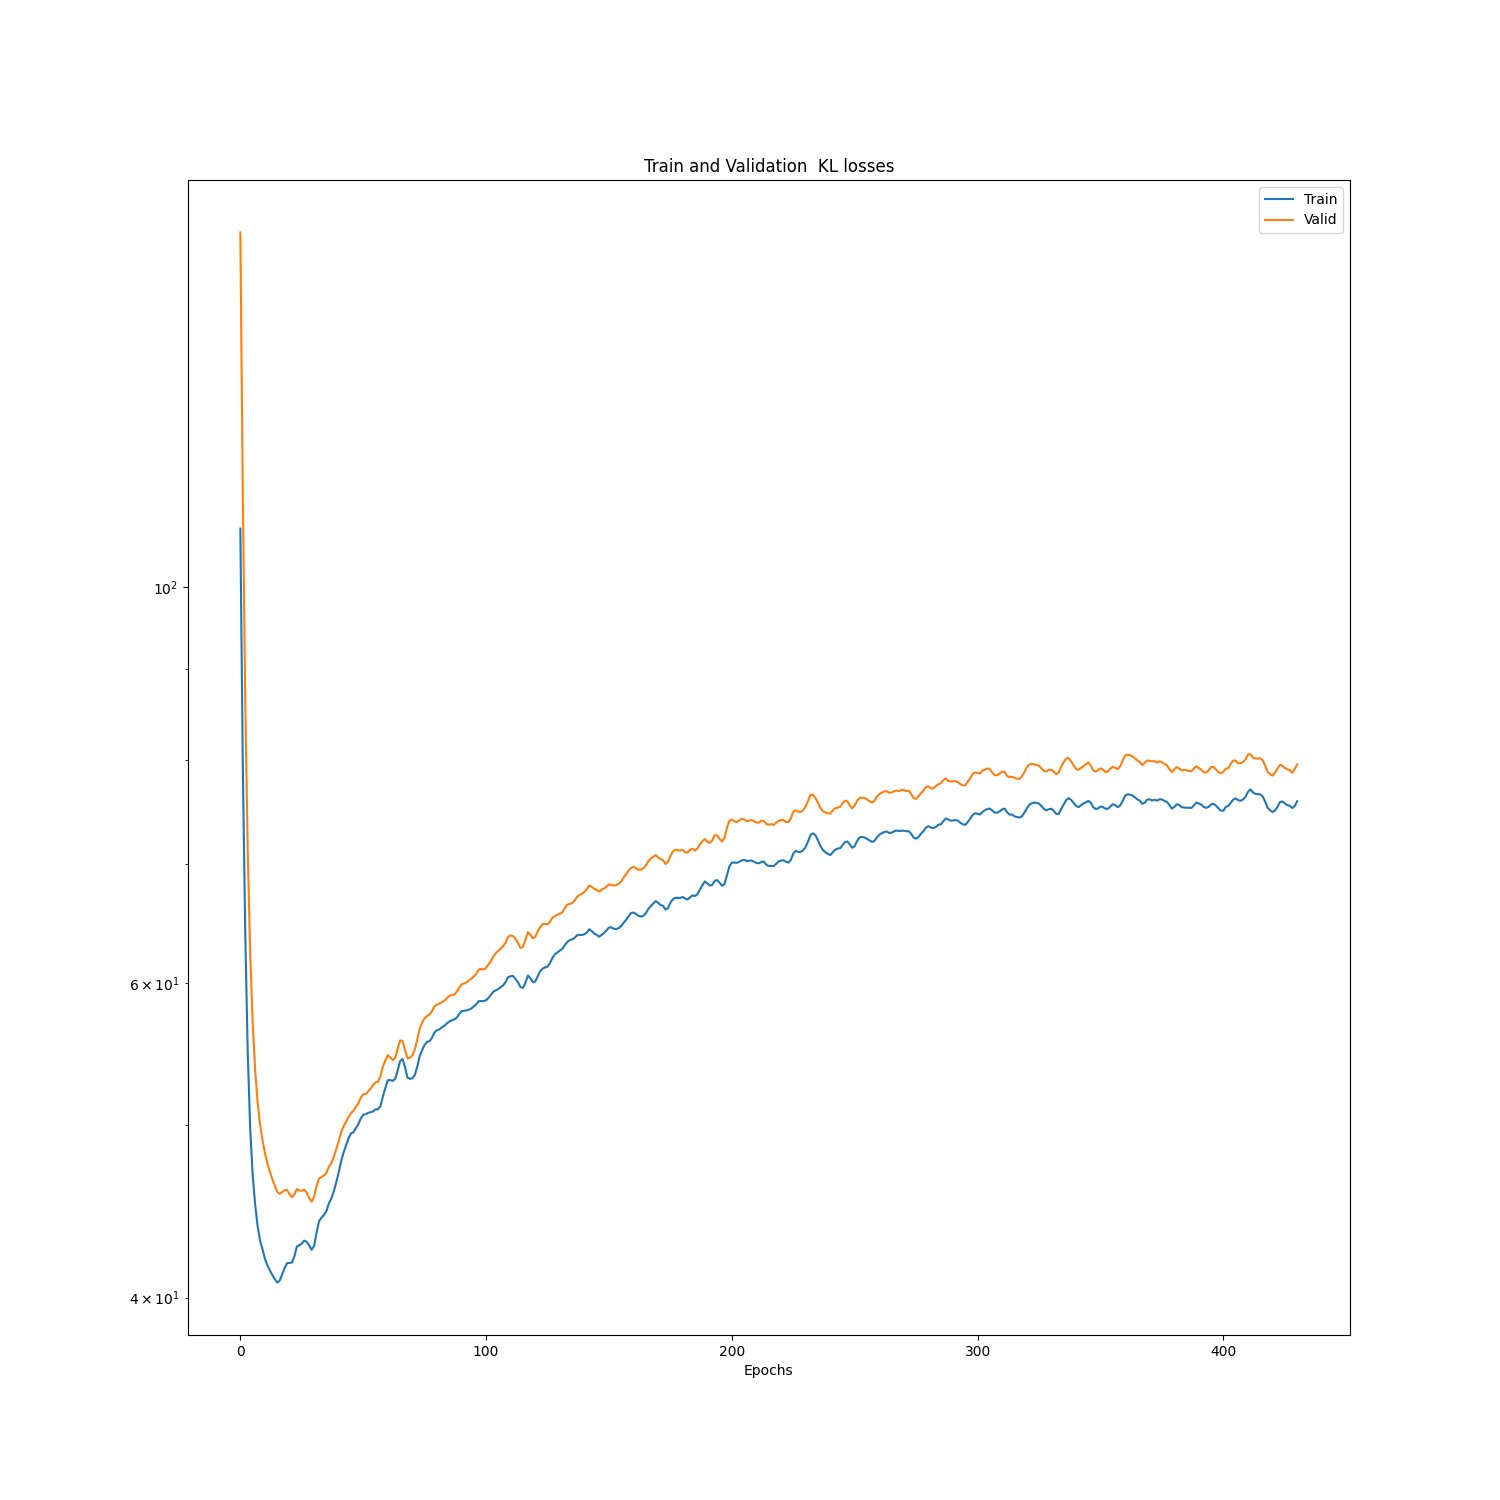 Train and Validation  KL losses
Train
Valid
10²
6 × 10¹
4 × 10¹
0 100 200 300 400
Epochs